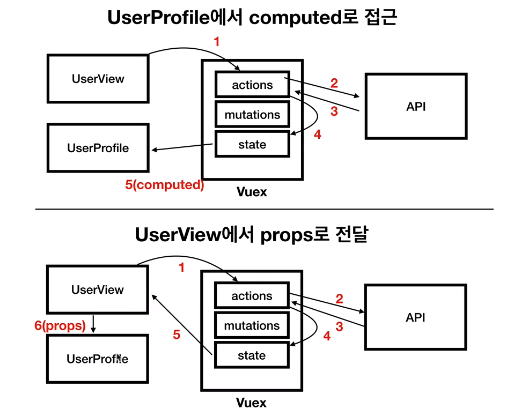 UserProfile에서 computed로 접근
1
UserView
actions
2
3
API
mutations
4
UserProfile
state
5(computed)
Vuex
UserView에서 props로 전달
1
UserView
actions
2
3
API
6(props)
5
mutations
4
UserProfile
state
Vuex